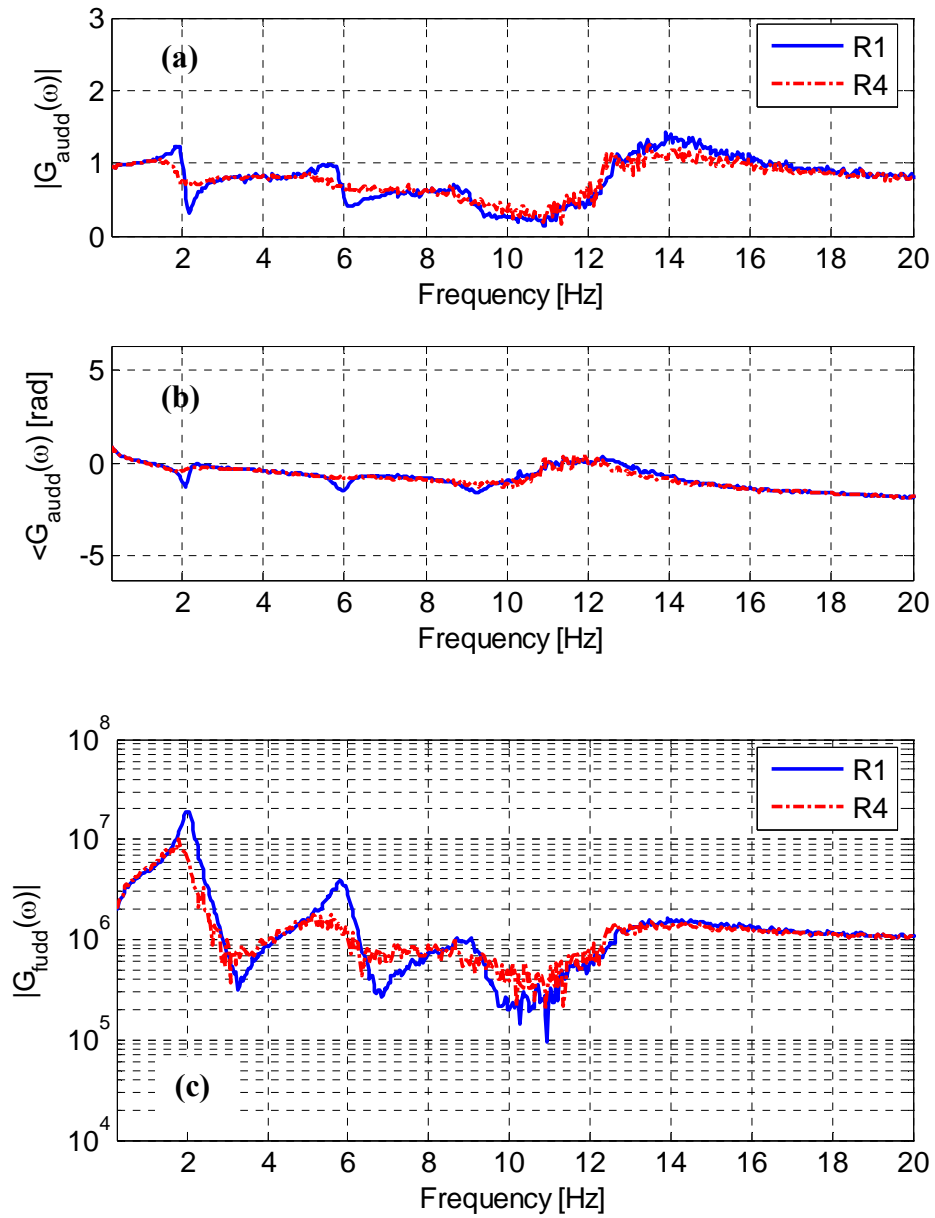 3
2
1
0
|G_audd(ω)|
(a)
R1
R4
2 4 6 8 10 12 14 16 18 20
Frequency [Hz]
5
0
-5
<G_audd(ω) [rad]
(b)
2 4 6 8 10 12 14 16 18 20
Frequency [Hz]
10^8
10^7
10^6
10^5
10^4
|G_fudd(ω)|
R1
R4
(c)
2 4 6 8 10 12 14 16 18 20
Frequency [Hz]